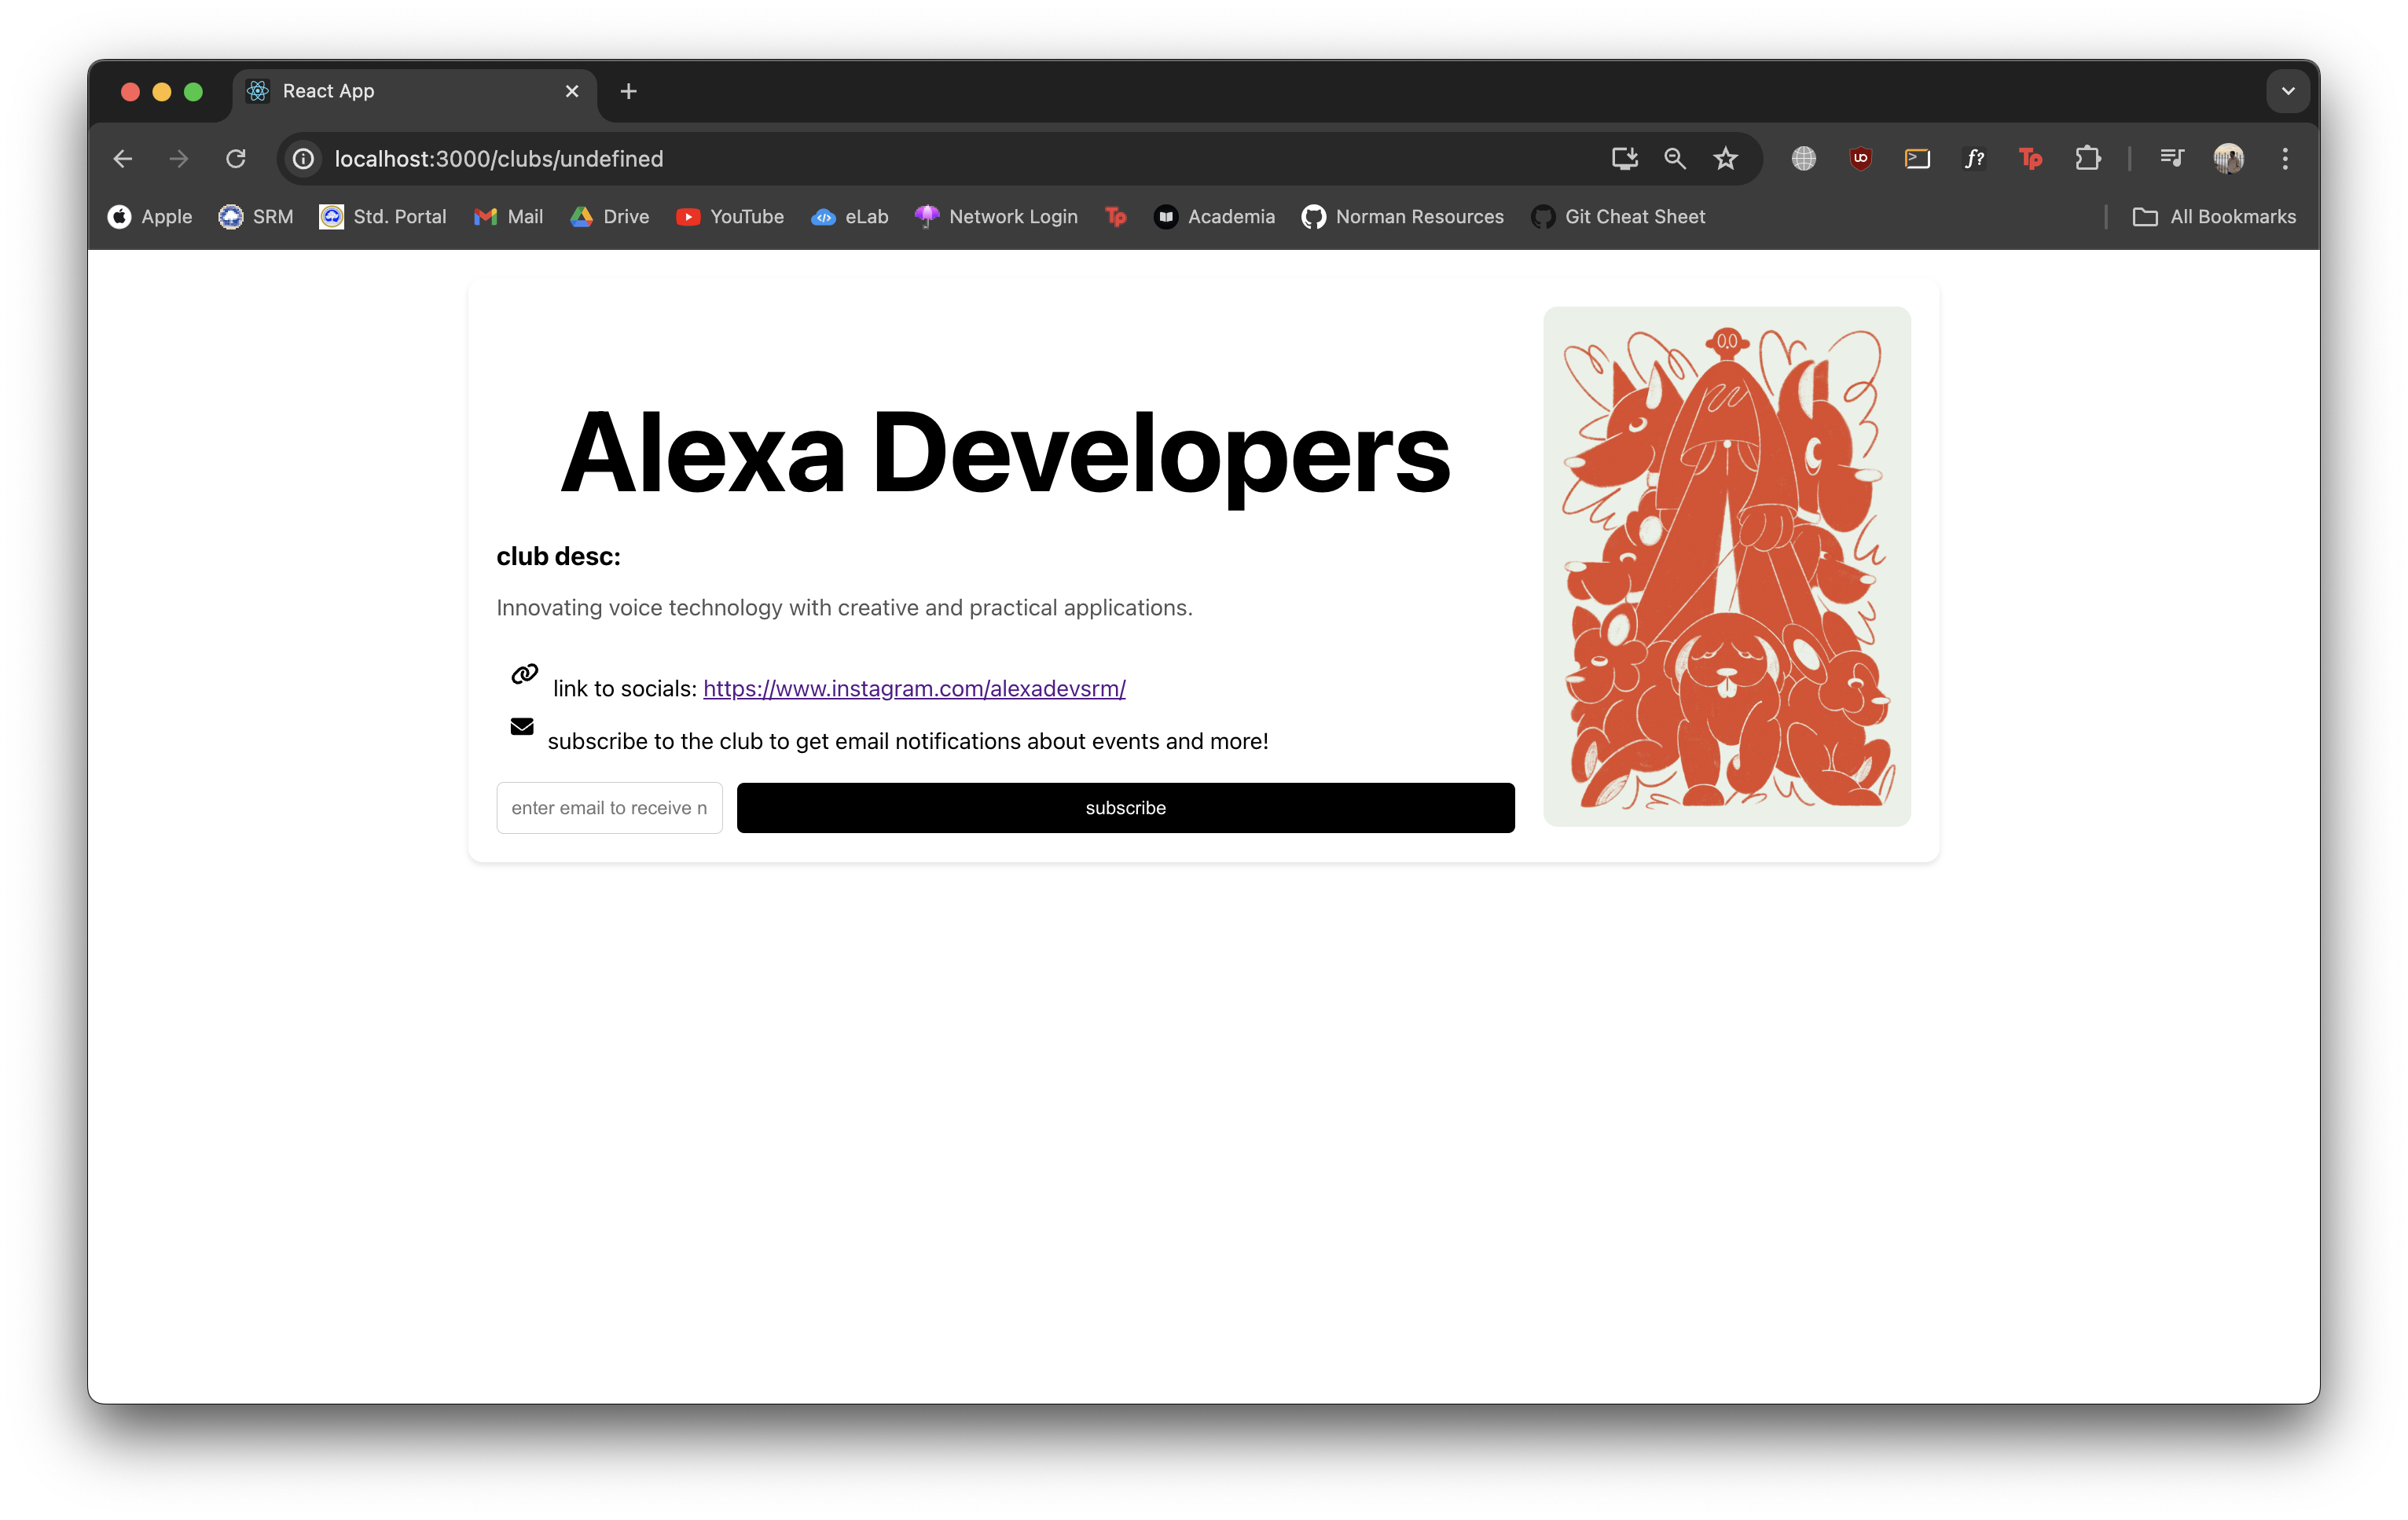 React App
localhost:3000/clubs/undefined
Apple SRM Std. Portal Mail Drive YouTube eLab Network Login Tp Academia Norman Resources Git Cheat Sheet All Bookmarks
Alexa Developers
club desc:
Innovating voice technology with creative and practical applications.
link to socials: https://www.instagram.com/alexadevsrm/
subscribe to the club to get email notifications about events and more!
enter email to receive n subscribe